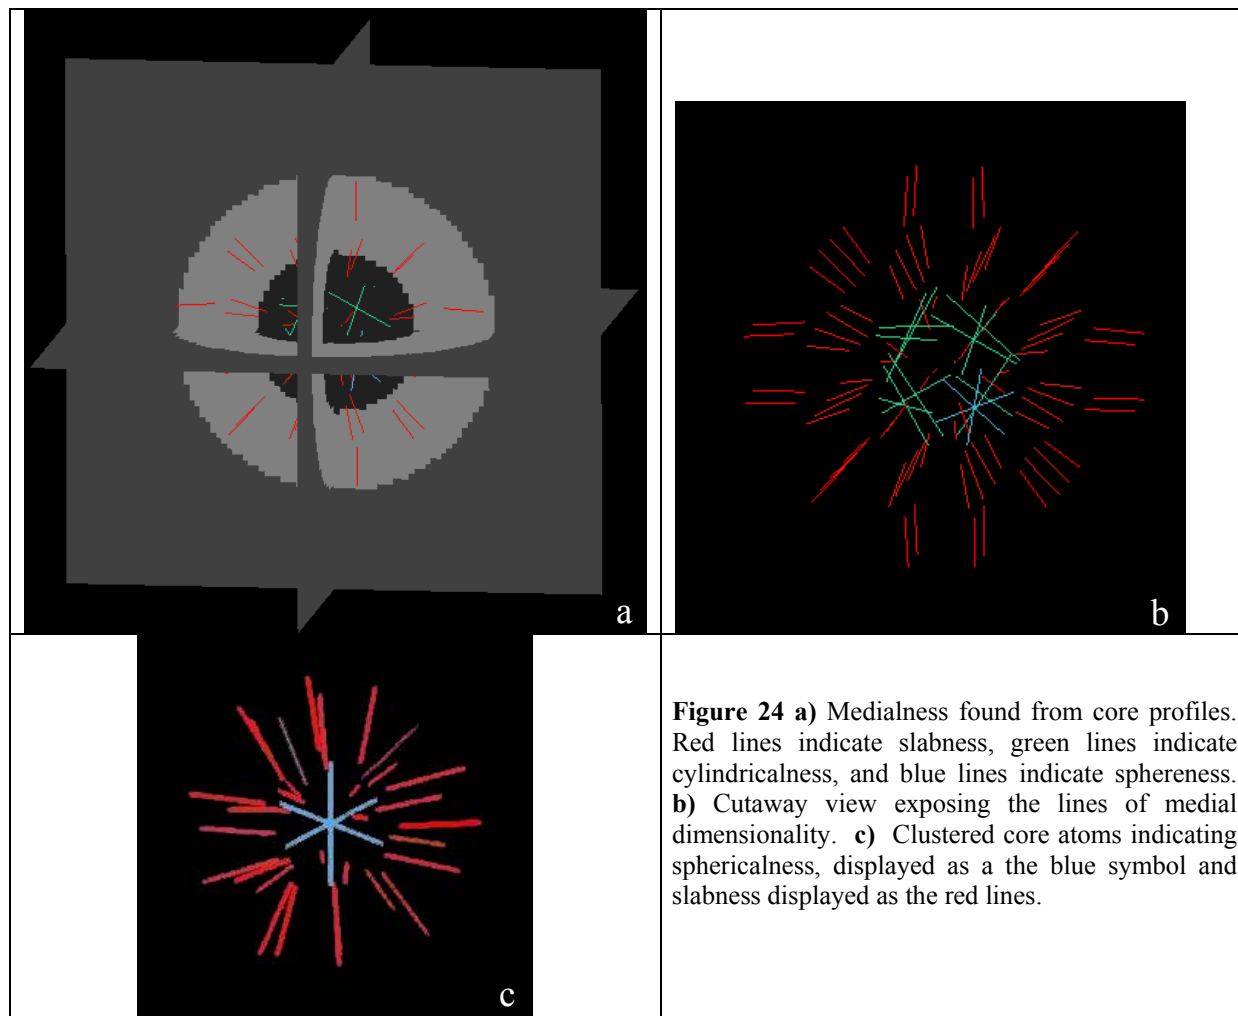 a
b
c
Figure 24 a) Medialness found from core profiles.
Red lines indicate slabness, green lines indicate
cylindricalness, and blue lines indicate sphereness.
b) Cutaway view exposing the lines of medial
dimensionality. c) Clustered core atoms indicating
sphericalness, displayed as a the blue symbol and
slabness displayed as the red lines.